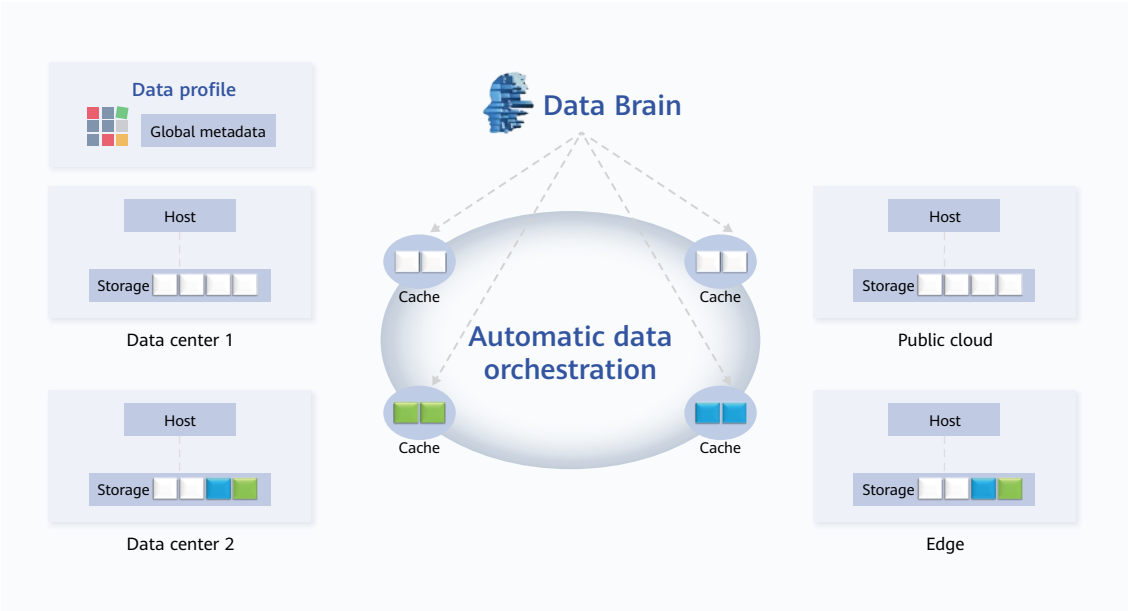 Data profile
Global metadata
Data Brain
Host
Storage
Data center 1
Host
Storage
Data center 2
Cache
Cache
Automatic data
orchestration
Cache
Cache
Host
Storage
Public cloud
Host
Storage
Edge